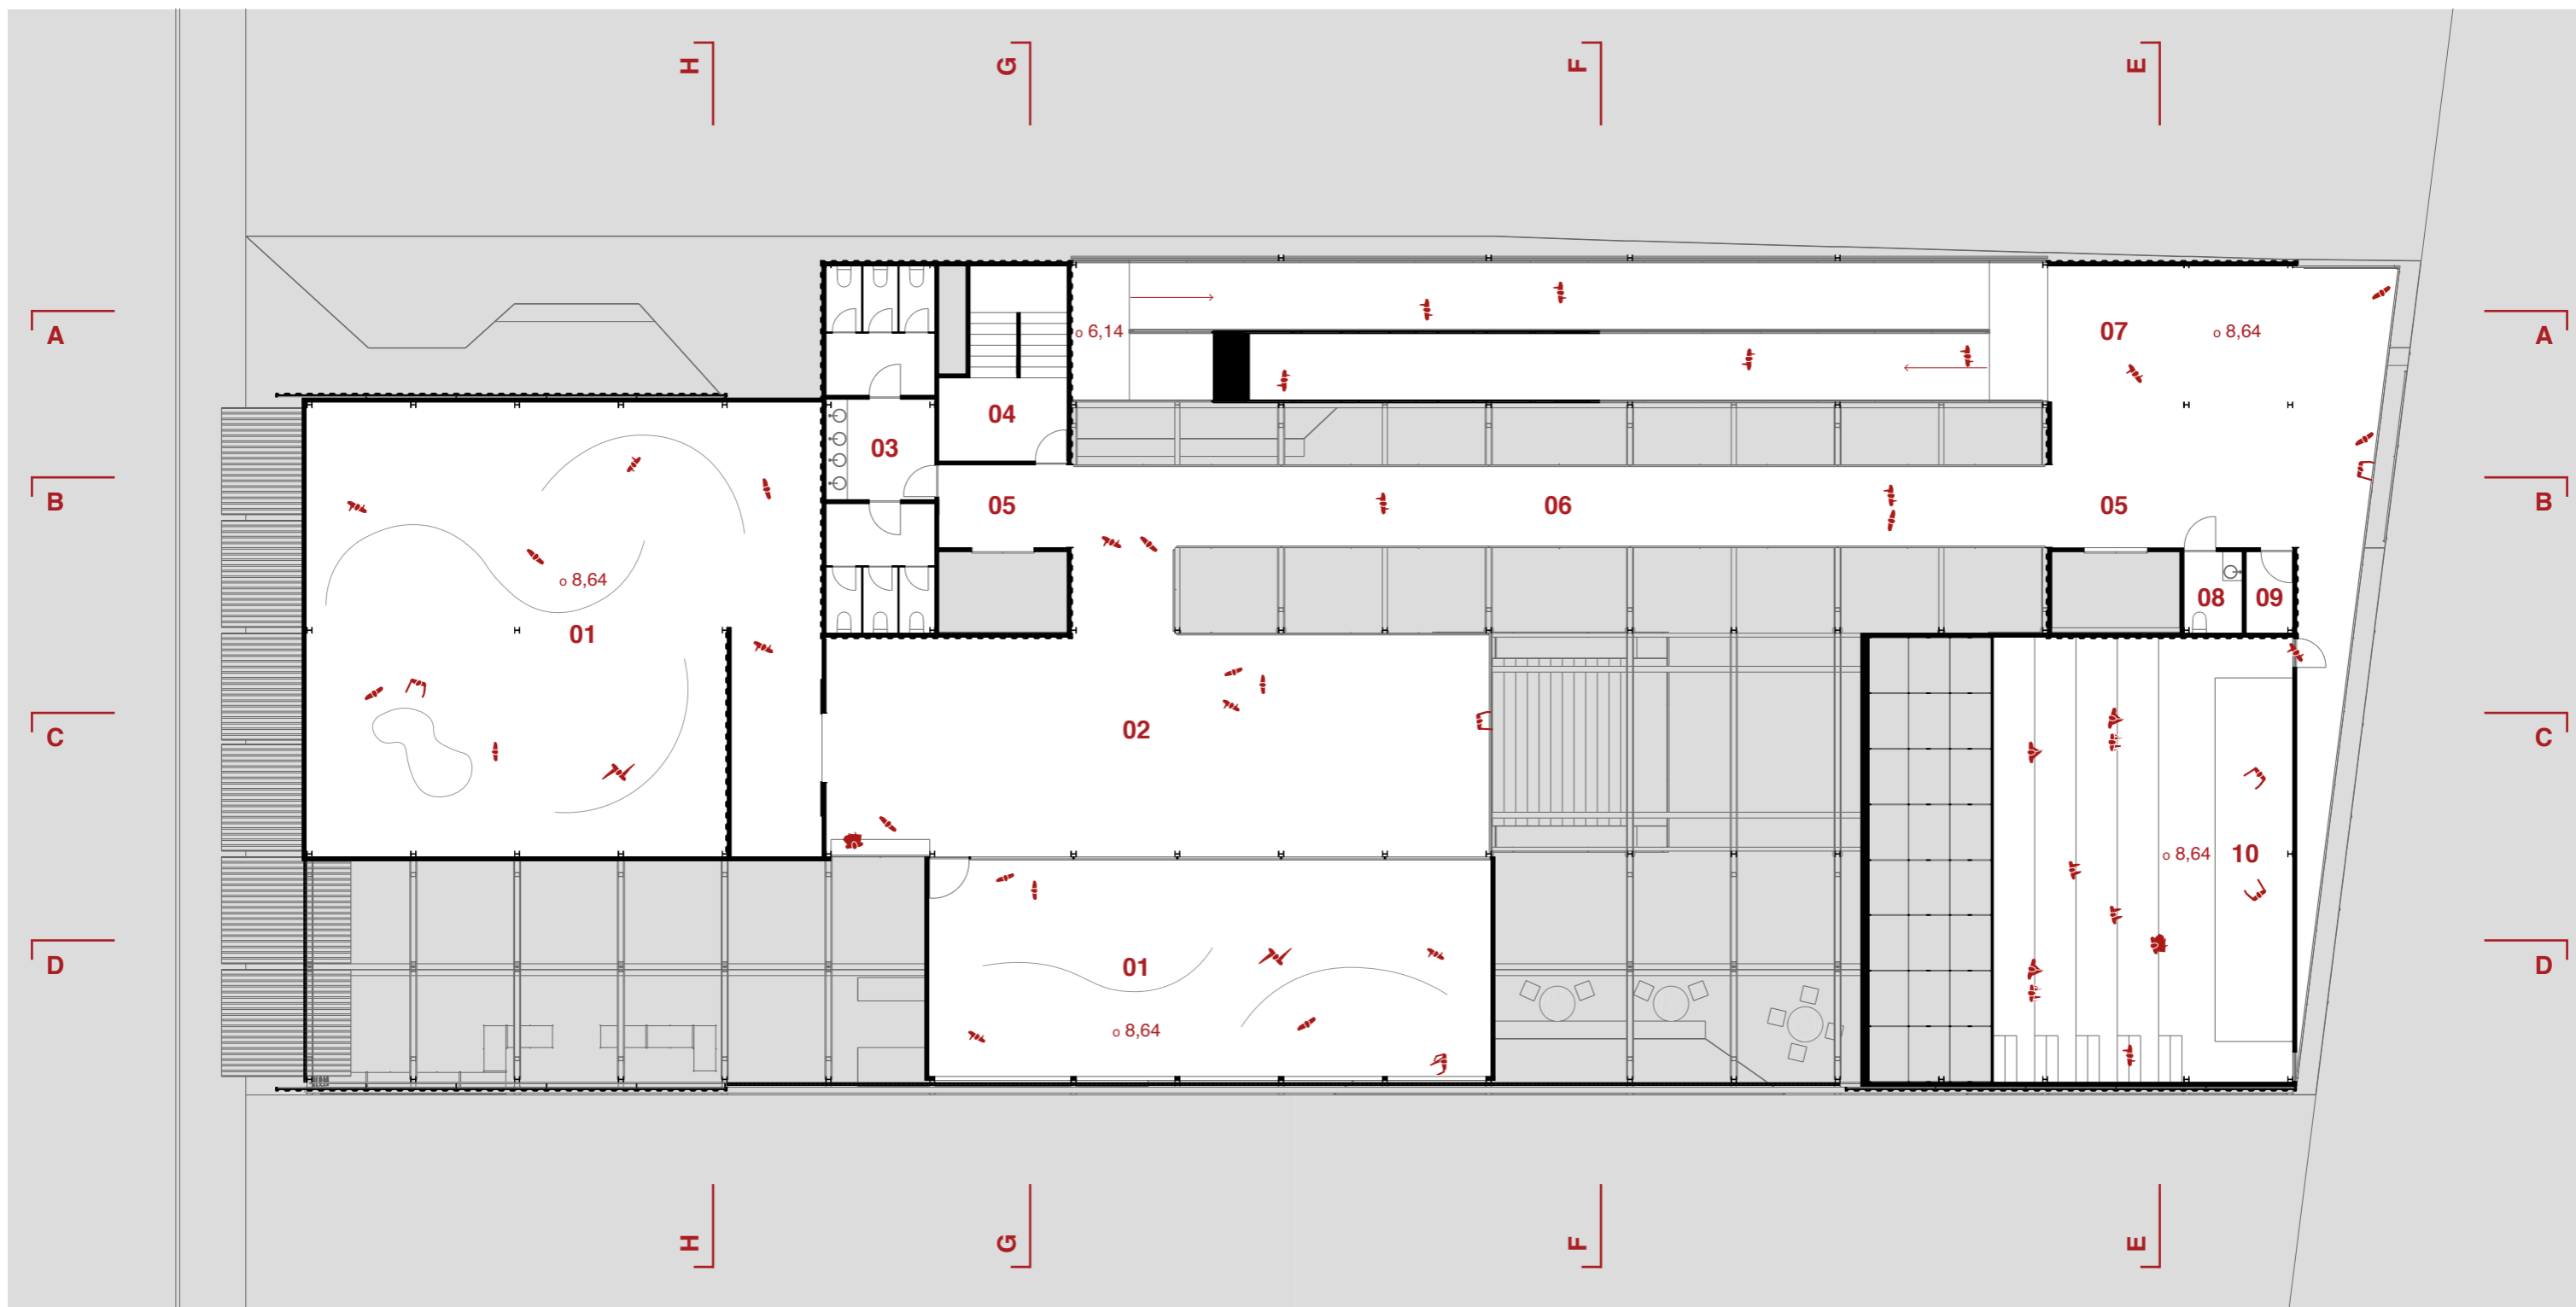 H G F E
o 6,14 07 o 8,64
A A
04
03
B 05 06 05 B
o 8,64
08 09
01
C 02 C
o 8,64 10
D 01 D
o 8,64
H G F E